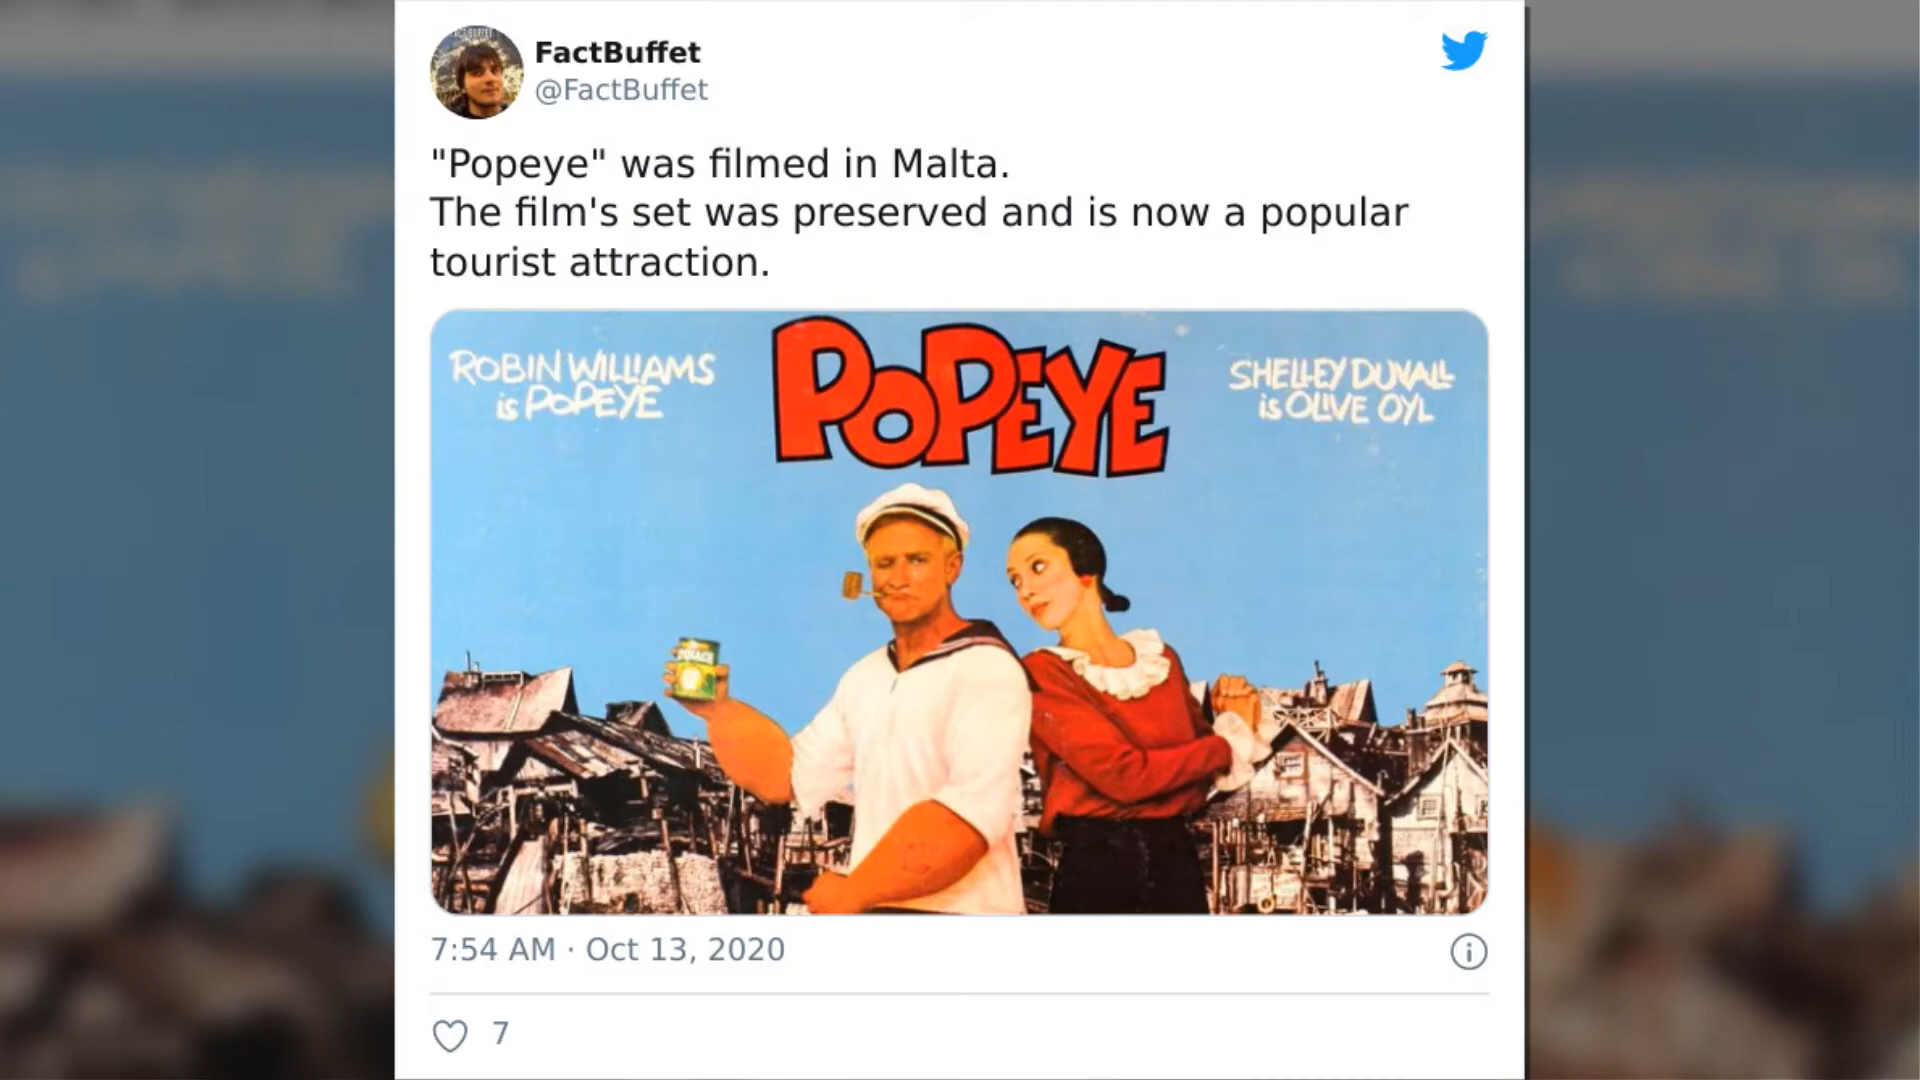 FactBuffet
@FactBuffet
"Popeye" was filmed in Malta.
The film's set was preserved and is now a popular
tourist attraction.
ROBIN WILLIAMS
is POPEYE
POPEYE
SHELLEY DUVALL
is OLIVE OYL
7:54 AM · Oct 13, 2020
7